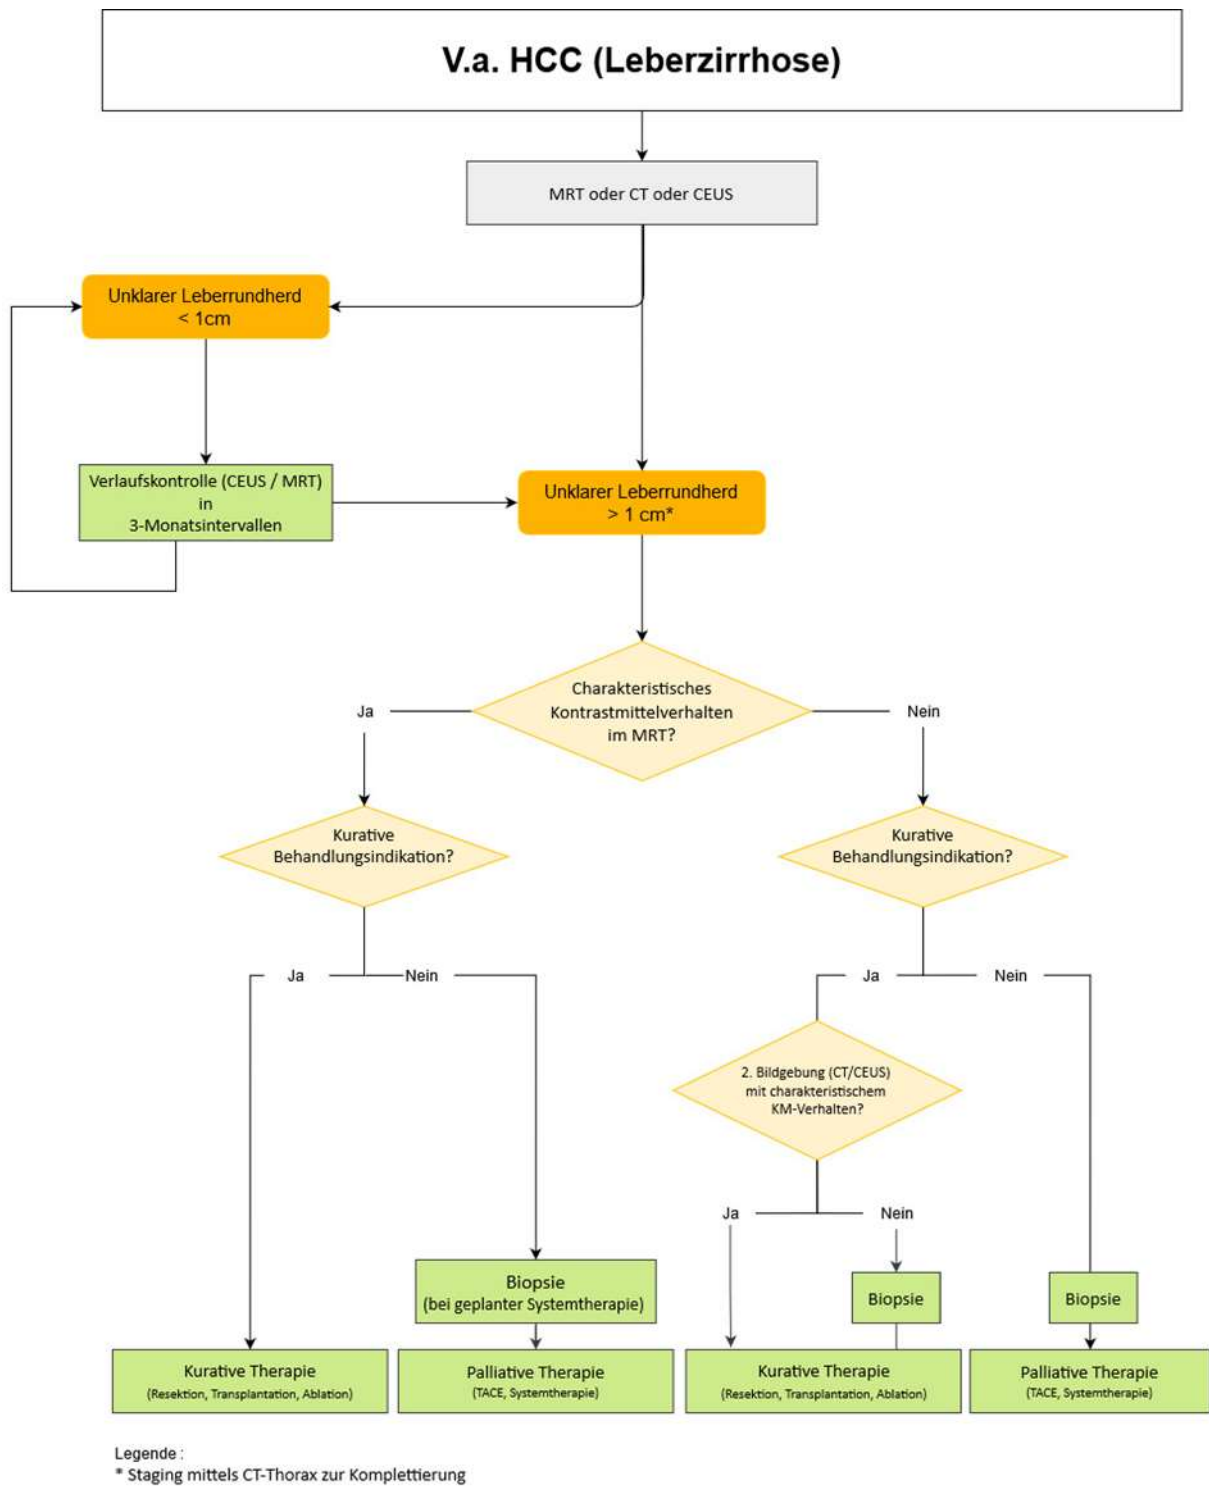 V.a. HCC (Leberzirrhose)
MRT oder CT oder CEUS
Unklarer Leberrundherd
< 1cm
Verlaufskontrolle (CEUS / MRT)
in
3-Monatsintervallen
Unklarer Leberrundherd
> 1 cm*
Charakteristisches
Kontrastmittelverhalten
im MRT?
Ja
Nein
Kurative
Behandlungsindikation?
Kurative
Behandlungsindikation?
Ja
Nein
Ja
Nein
2. Bildgebung (CT/CEUS)
mit charakteristischem
KM-Verhalten?
Ja
Nein
Biopsie
(bei geplanter Systemtherapie)
Biopsie
Biopsie
Kurative Therapie
(Resektion, Transplantation, Ablation)
Palliative Therapie
(TACE, Systemtherapie)
Kurative Therapie
(Resektion, Transplantation, Ablation)
Palliative Therapie
(TACE, Systemtherapie)
Legende :
* Staging mittels CT-Thorax zur Komplettierung